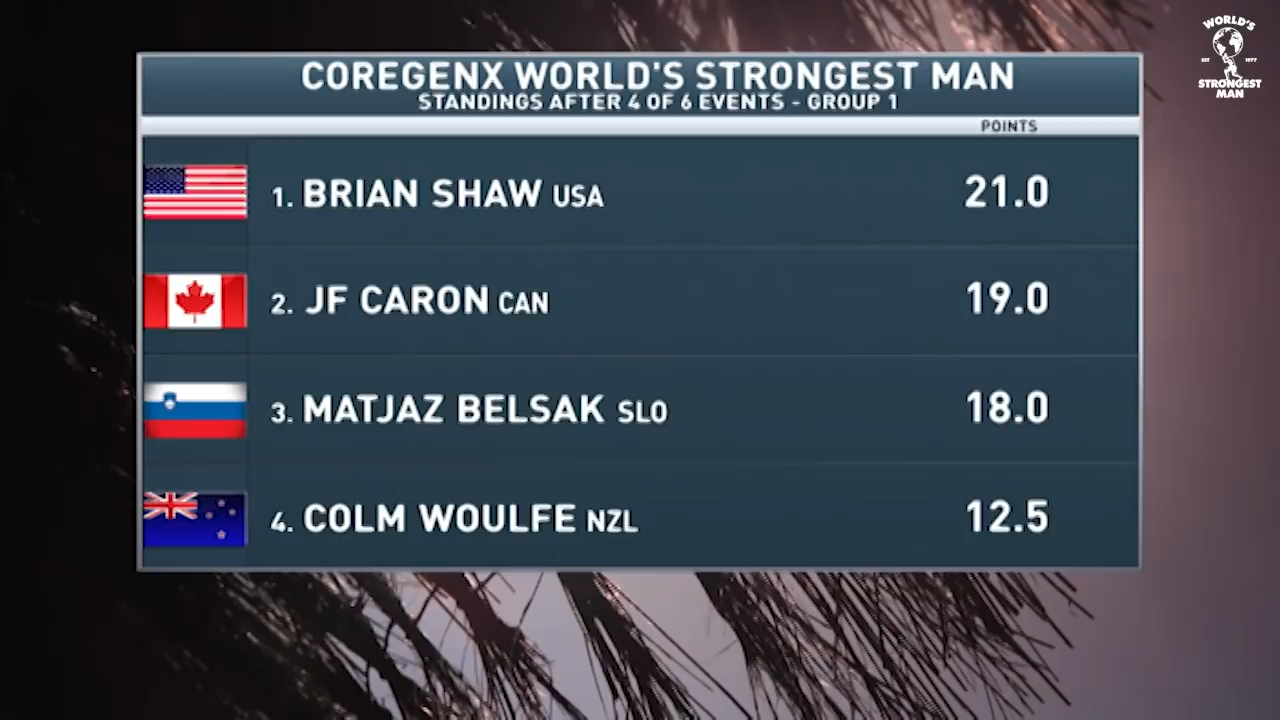 WORLD'S
EST 1977
STRONGEST
MAN
COREGENX WORLD'S STRONGEST MAN
STANDINGS AFTER 4 OF 6 EVENTS - GROUP 1
POINTS
1. BRIAN SHAW USA 21.0
2. JF CARON CAN 19.0
3. MATJAZ BELSAK SLO 18.0
4. COLM WOULFE NZL 12.5